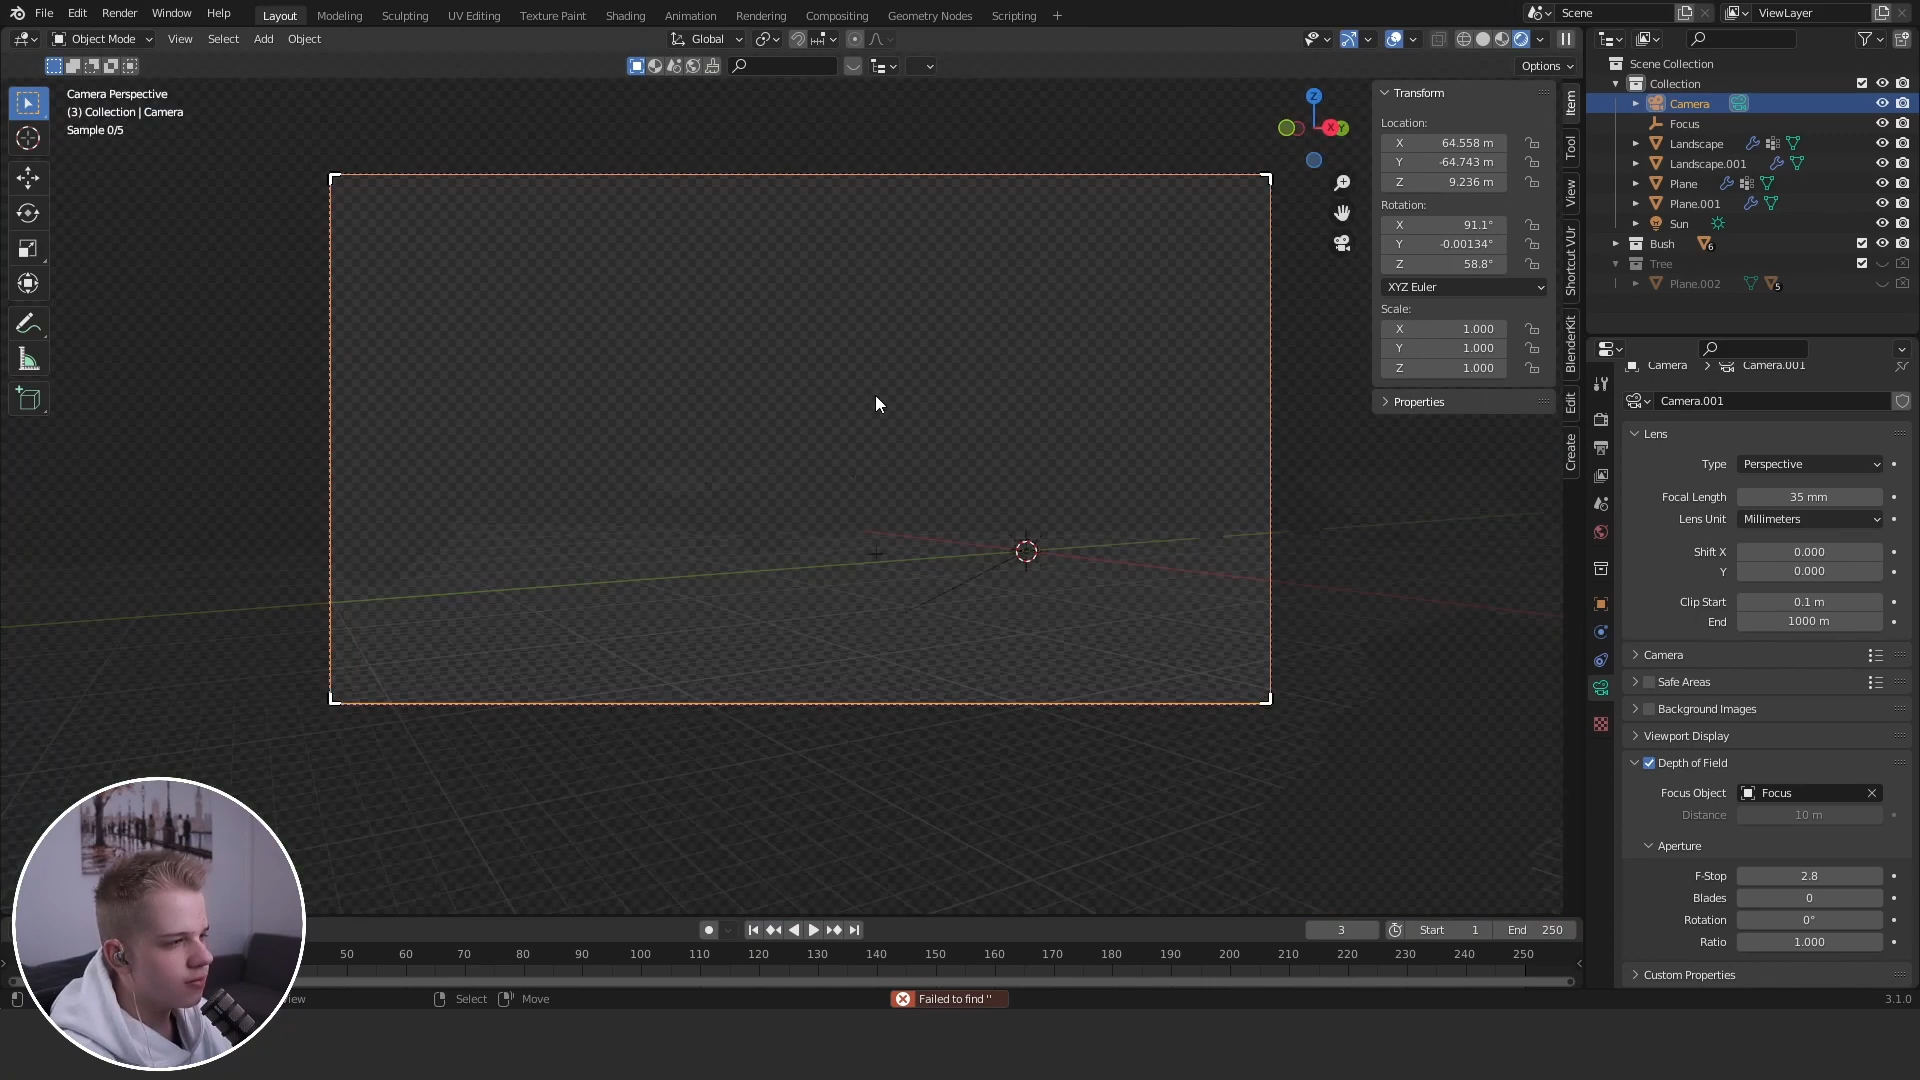 File Edit Render Window Help Layout Modeling Sculpting UV Editing Texture Paint Shading Animation Rendering Compositing Geometry Nodes Scripting + Scene ViewLayer
Object Mode View Select Add Object Global
Options
Camera Perspective
(3) Collection | Camera
Sample 0/5
Z
X
Y
Transform
Location:
X 64.558 m
Y -64.743 m
Z 9.236 m
Rotation:
X 91.1°
Y -0.00134°
Z 58.8°
XYZ Euler
Scale:
X 1.000
Y 1.000
Z 1.000
Properties
Item
Tool
View
Shortcut VUr
BlenderKit
Edit
Create
Scene Collection
Collection
Camera
Focus
Landscape
Landscape.001
Plane
Plane.001
Sun
Bush 6
Tree
Plane.002 5
Camera Camera.001
Camera.001
Lens
Type Perspective
Focal Length 35 mm
Lens Unit Millimeters
Shift X 0.000
Y 0.000
Clip Start 0.1 m
End 1000 m
Camera
Safe Areas
Background Images
Viewport Display
Depth of Field
Focus Object Focus
Distance 10 m
Aperture
F-Stop 2.8
Blades 0
Rotation 0°
Ratio 1.000
Custom Properties
3 Start 1 End 250
50 60 70 80 90 100 110 120 130 140 150 160 170 180 190 200 210 220 230 240 250
Select Move Failed to find '' 3.1.0